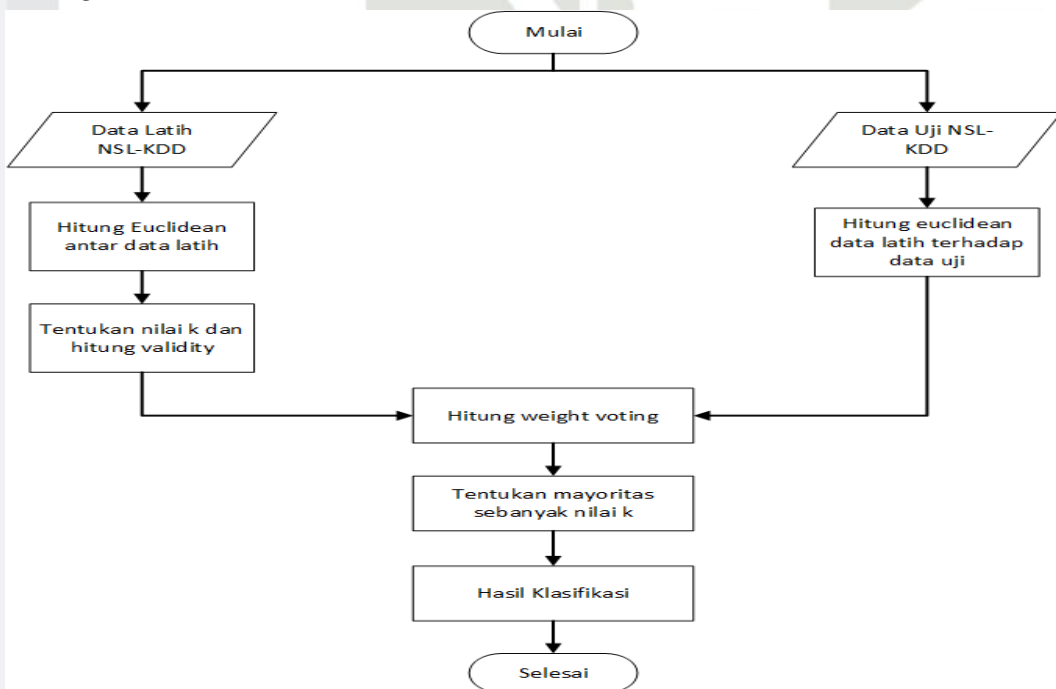 Mulai
Data Latih
NSL-KDD
Data Uji NSL-
KDD
Hitung Euclidean
antar data latih
Hitung euclidean
data latih terhadap
data uji
Tentukan nilai k dan
hitung validity
Hitung weight voting
Tentukan mayoritas
sebanyak nilai k
Hasil Klasifikasi
Selesai